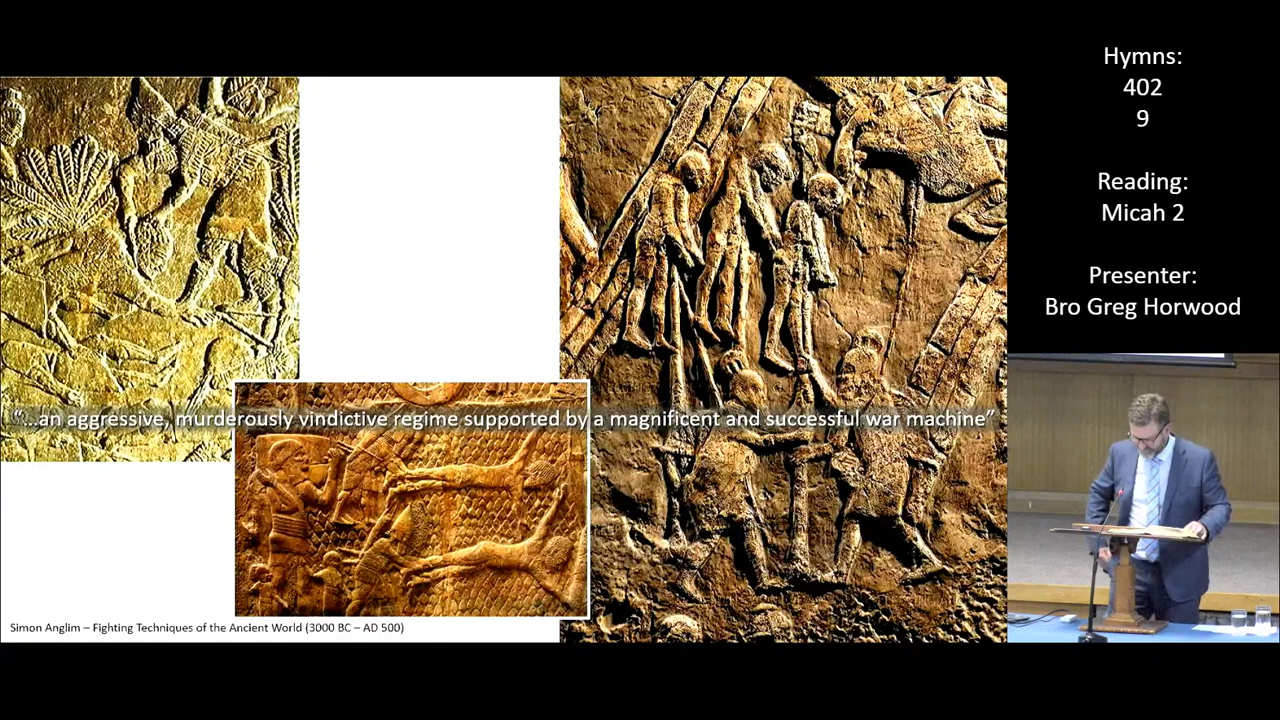 Hymns:
402
9
Reading:
Micah 2
Presenter:
Bro Greg Horwood
“...an aggressive, murderously vindictive regime supported by a magnificent and successful war machine”
Simon Anglim – Fighting Techniques of the Ancient World (3000 BC – AD 500)